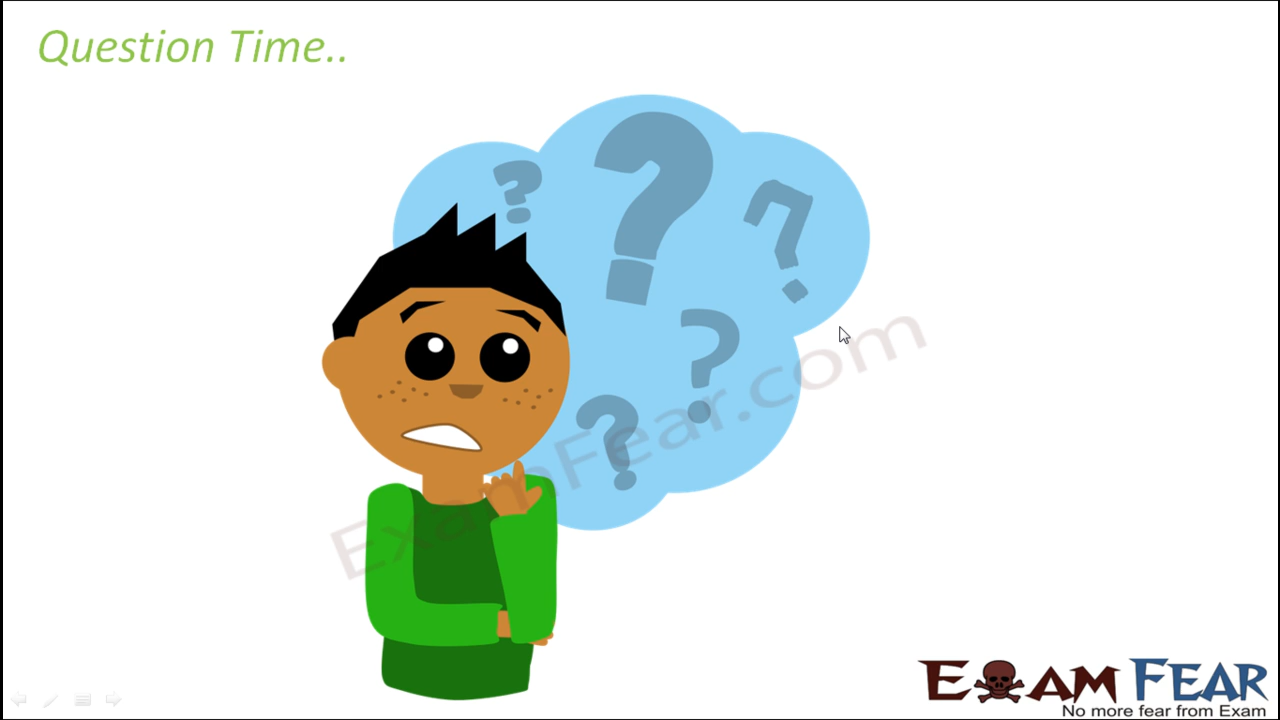 Question Time..
? ? ?
?
?
ExamFear.com
EXAM FEAR
No more fear from Exam